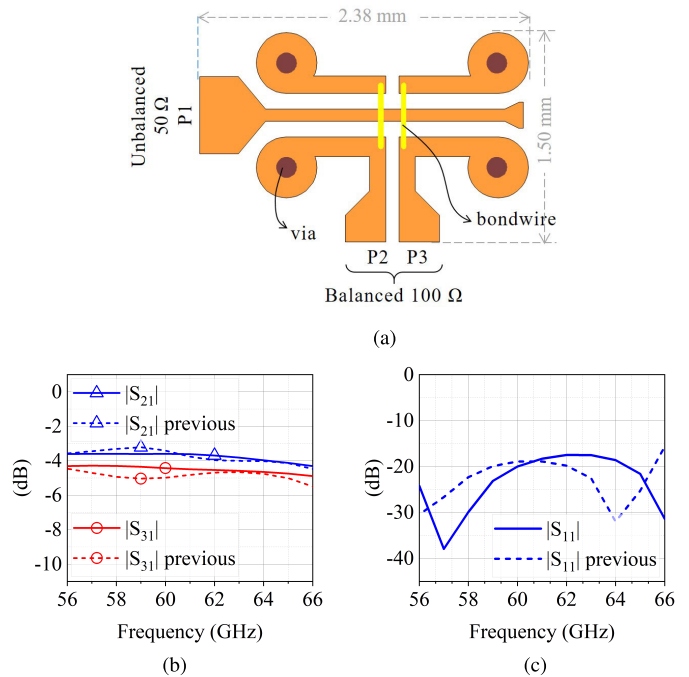 2.38 mm
Unbalanced
50 Ω
P1
1.50 mm
via
bondwire
P2
P3
Balanced 100 Ω
(a)
0
-2
-4
-6
-8
-10
(dB)
|S21|
|S21| previous
|S31|
|S31| previous
56
58
60
62
64
66
Frequency (GHz)
(b)
0
-10
-20
-30
-40
(dB)
|S11|
|S11| previous
56
58
60
62
64
66
Frequency (GHz)
(c)